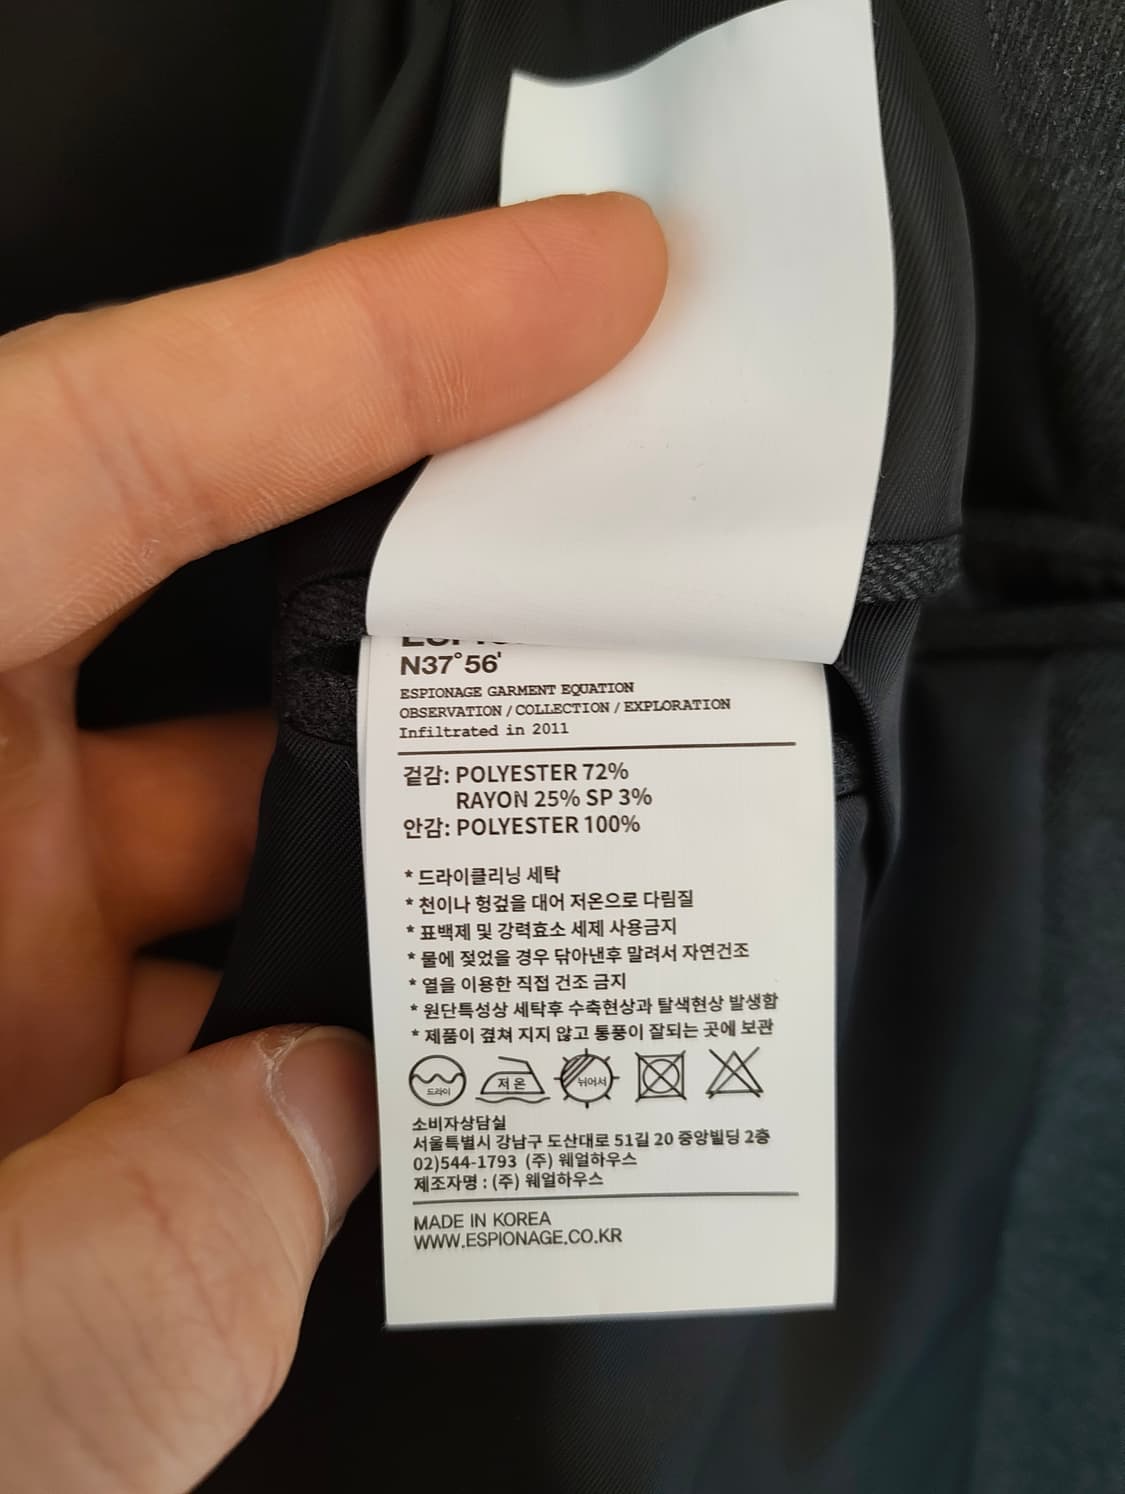 N37°56'
ESPIONAGE GARMENT EQUATION
OBSERVATION / COLLECTION / EXPLORATION
Infiltrated in 2011
겉감: POLYESTER 72%
RAYON 25% SP 3%
안감: POLYESTER 100%
* 드라이클리닝 세탁
* 천이나 헝겊을 대어 저온으로 다림질
* 표백제 및 강력효소 세제 사용금지
* 물에 젖었을 경우 닦아낸후 말려서 자연건조
* 열을 이용한 직접 건조 금지
* 원단특성상 세탁후 수축현상과 탈색현상 발생함
* 제품이 겹쳐 지지 않고 통풍이 잘되는 곳에 보관
드라이 저온 뉘어서
소비자상담실
서울특별시 강남구 도산대로 51길 20 중앙빌딩 2층
02)544-1793 (주) 웨얼하우스
제조자명 : (주) 웨얼하우스
MADE IN KOREA
WWW.ESPIONAGE.CO.KR